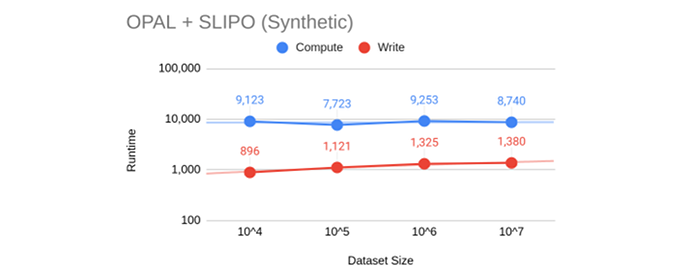 OPAL + SLIPO (Synthetic)
Compute Write
100,000
9,123 7,723 9,253 8,740
10,000
896 1,121 1,325 1,380
1,000
100
Runtime
10^4 10^5 10^6 10^7
Dataset Size